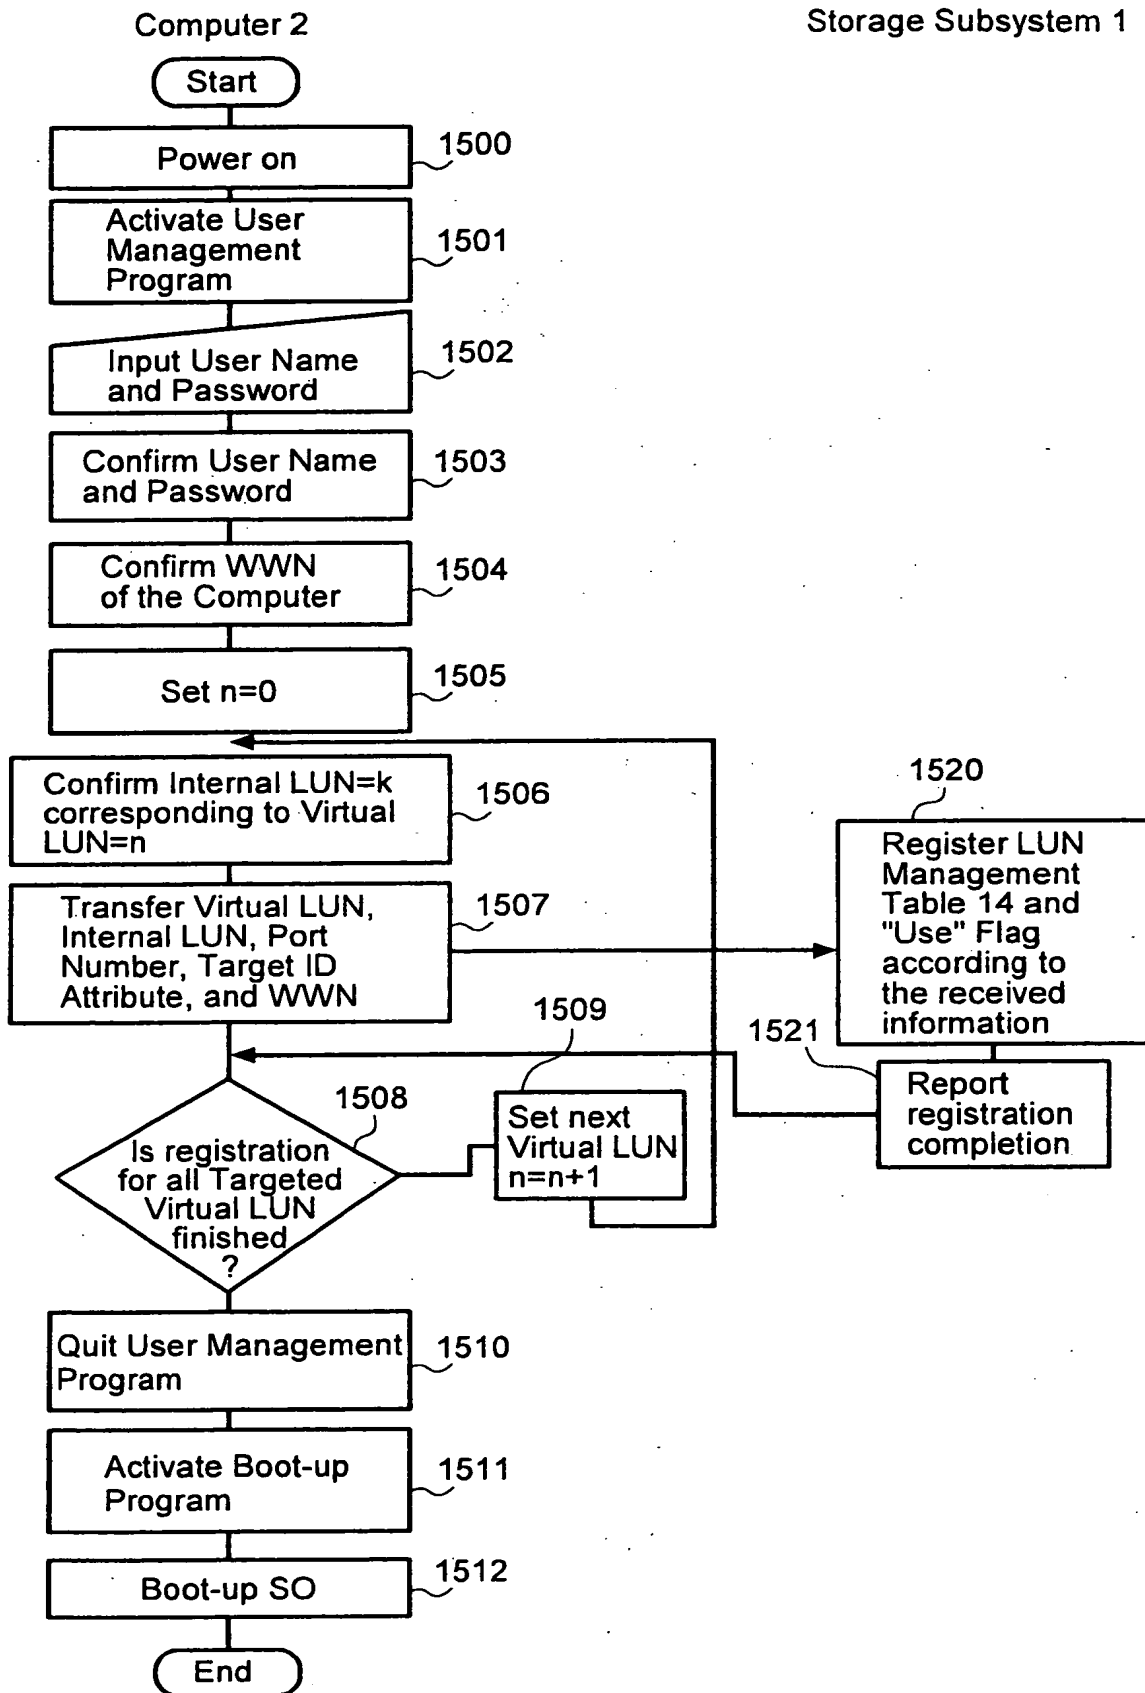 Computer 2
Storage Subsystem 1
Start
Power on
1500
Activate User
Management
Program
1501
Input User Name
and Password
1502
Confirm User Name
and Password
1503
Confirm WWN
of the Computer
1504
Set n=0
1505
Confirm Internal LUN=k
corresponding to Virtual
LUN=n
1506
Transfer Virtual LUN,
Internal LUN, Port
Number, Target ID
Attribute, and WWN
1507
1520
Register LUN
Management
Table 14 and
"Use" Flag
according to
the received
information
1521
Report
registration
completion
1508
Is registration
for all Targeted
Virtual LUN
finished
?
1509
Set next
Virtual LUN
n=n+1
Quit User Management
Program
1510
Activate Boot-up
Program
1511
Boot-up SO
1512
End